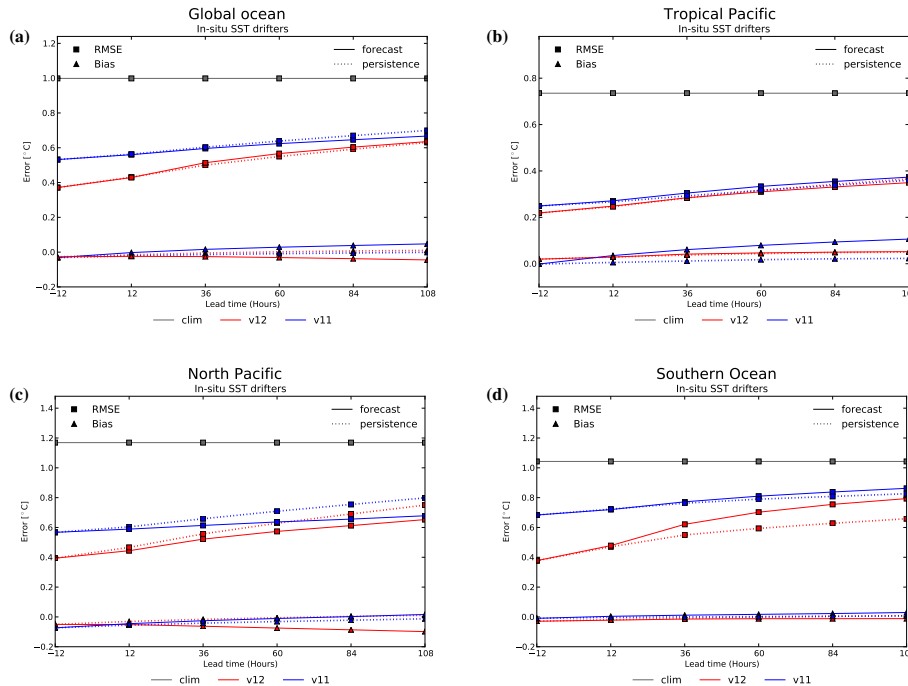 Global ocean
In-situ SST drifters
(a)
RMSE
Bias
forecast
persistence
1.2
1.0
0.8
0.6
0.4
0.2
0.0
−0.2
Error [°C]
−12 12 36 60 84 108
Lead time (Hours)
clim v12 v11
Tropical Pacific
In-situ SST drifters
(b)
RMSE
Bias
forecast
persistence
0.8
0.6
0.4
0.2
0.0
Error [°C]
−12 12 36 60 84 10
Lead time (Hours)
clim v12 v11
North Pacific
In-situ SST drifters
(c)
RMSE
Bias
forecast
persistence
1.4
1.2
1.0
0.8
0.6
0.4
0.2
0.0
−0.2
Error [°C]
−12 12 36 60 84 108
Lead time (Hours)
clim v12 v11
Southern Ocean
In-situ SST drifters
(d)
RMSE
Bias
forecast
persistence
1.4
1.2
1.0
0.8
0.6
0.4
0.2
0.0
−0.2
Error [°C]
−12 12 36 60 84 10
Lead time (Hours)
clim v12 v11